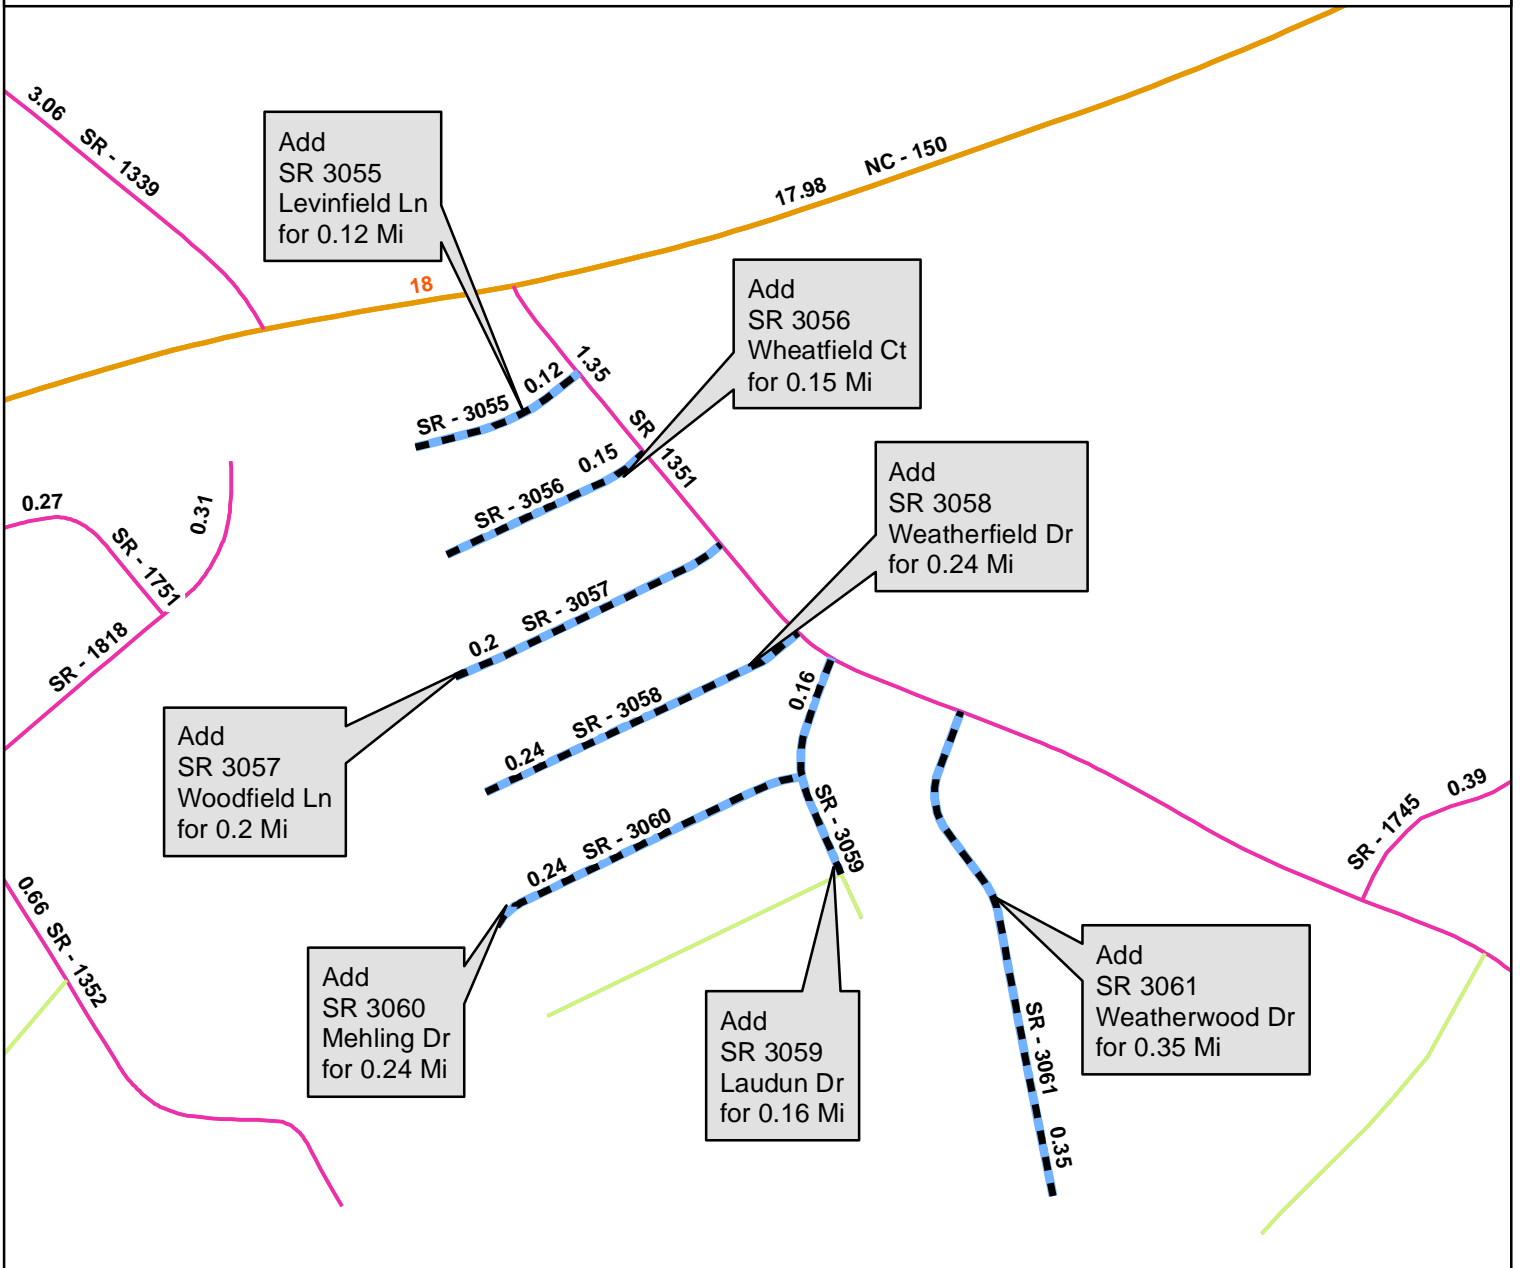 3.06 SR - 1339
Add
SR 3055
Levinfield Ln
for 0.12 Mi
17.98 NC - 150
18
Add
SR 3056
Wheatfield Ct
for 0.15 Mi
1.35
SR 1351
SR - 3055 0.12
SR - 3056 0.15
Add
SR 3058
Weatherfield Dr
for 0.24 Mi
0.27
SR - 1751
0.31
SR - 1818
0.2 SR - 3057
Add
SR 3057
Woodfield Ln
for 0.2 Mi
0.24 SR - 3058
0.16
SR - 3059
0.24 SR - 3060
SR - 1745 0.39
0.66 SR - 1352
Add
SR 3060
Mehling Dr
for 0.24 Mi
Add
SR 3059
Laudun Dr
for 0.16 Mi
Add
SR 3061
Weatherwood Dr
for 0.35 Mi
SR - 3061 0.35